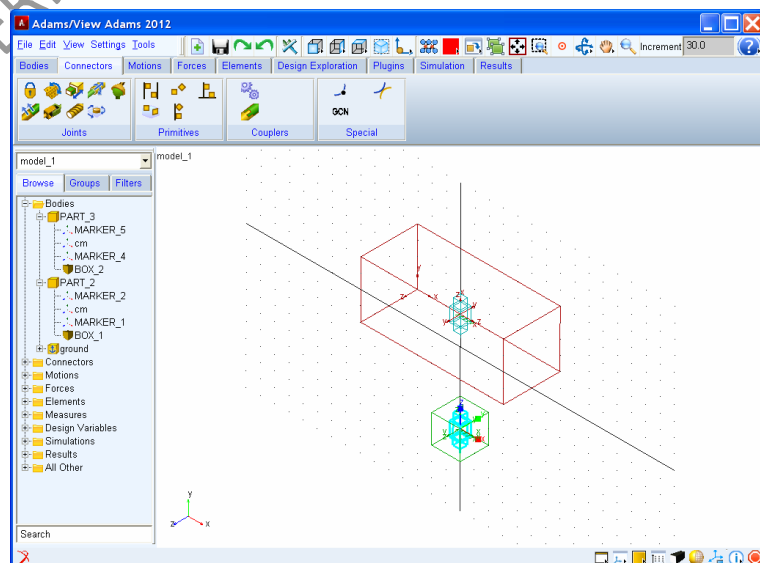 Adams/View Adams 2012
File Edit View Settings Tools
Increment 30.0
Bodies Connectors Motions Forces Elements Design Exploration Plugins Simulation Results
GCN
Joints Primitives Couplers Special
model_1
model_1
Browse Groups Filters
Bodies
PART_3
MARKER_5
cm
MARKER_4
BOX_2
PART_2
MARKER_2
cm
MARKER_1
BOX_1
ground
Connectors
Motions
Forces
Elements
Measures
Design Variables
Simulations
Results
All Other
Search
y
z x